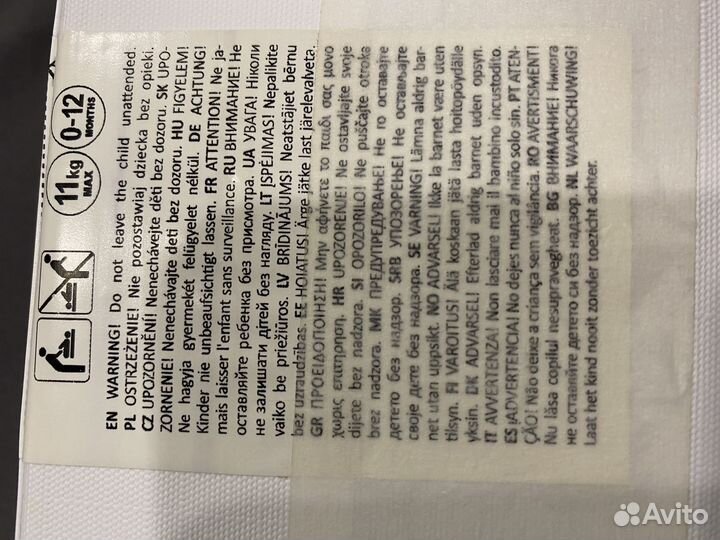 11 kg
MAX
0-12
MONTHS
EN WARNING! Do not leave the child unattended.
PL OSTRZEŻENIE! Nie pozostawiaj dziecka bez opieki.
CZ UPOZORNĚNÍ! Nenechávejte děti bez dozoru. SK UPO-
ZORNENIE! Nenechávajte deti bez dozoru. HU FIGYELEM!
Ne hagyja gyermekét felügyelet nélkül. DE ACHTUNG!
Kinder nie unbeaufsichtigt lassen. FR ATTENTION! Ne ja-
mais laisser l'enfant sans surveillance. RU ВНИМАНИЕ! Не
оставляйте ребенка без присмотра. UA УВАГА! Ніколи
не залишати дітей без нагляду. LT ĮSPĖJIMAS! Nepalikite
vaiko be priežiūros. LV BRĪDINĀJUMS! Neatstājiet bērnu
bez uzraudzības. EE HOIATUS! Ärge jätke last järelevalveta.
GR ΠΡΟΕΙΔΟΠΟΙΗΣΗ! Μην αφήνετε το παιδί σας μόνο
χωρίς επιτήρηση. HR UPOZORENJE! Ne ostavljajte svoje
dijete bez nadzora. SI OPOZORILO! Ne puščajte otroka
brez nadzora. MK ПРЕДУПРЕДУВАЊЕ! Не го оставајте
детето без надзор. SRB УПОЗОРЕЊЕ! Не остављајте
своје дете без надзора. SE VARNING! Lämna aldrig bar-
net utan uppsikt. NO ADVARSEL! Ikke la barnet være uten
tilsyn. FI VAROITUS! Älä koskaan jätä lasta hoitopöydälle
yksin. DK ADVARSEL! Efterlad aldrig barnet uden opsyn.
IT AVVERTENZA! Non lasciare mai il bambino incustodito.
ES ¡ADVERTENCIA! No dejes nunca al niño solo sin. PT ATEN-
ÇÃO! Não deixe a criança sem vigilância. RO AVERTISMENT!
Nu lăsa copilul nesupravegheat. BG ВНИМАНИЕ! Никога
не оставяйте детето си без надзор. NL WAARSCHUWING!
Laat het kind nooit zonder toezicht achter.
Avito